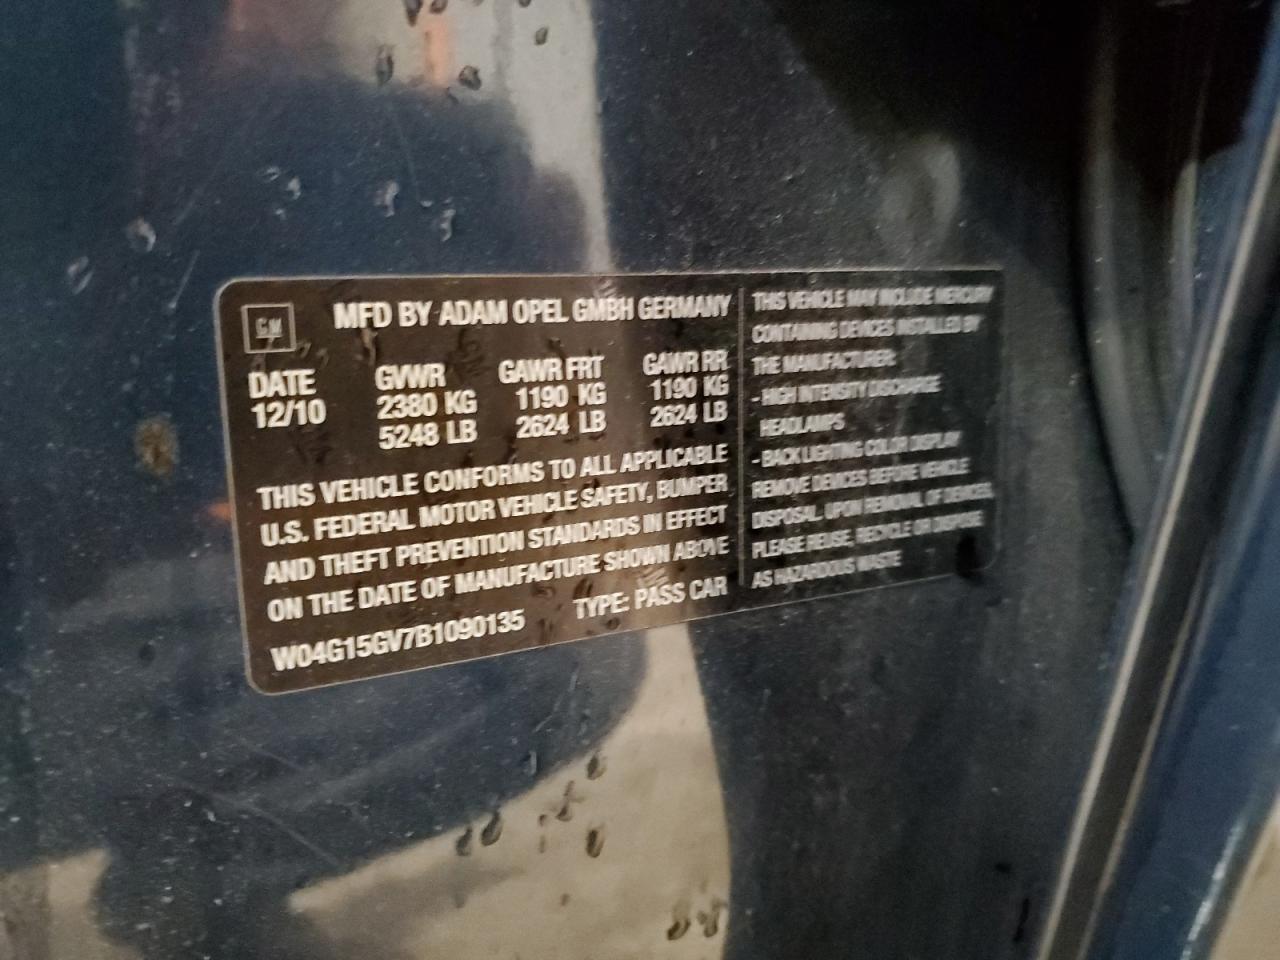 GM
MFD BY ADAM OPEL GMBH GERMANY
DATE GVWR GAWR FRT GAWR RR
12/10 2380 KG 1190 KG 1190 KG
5248 LB 2624 LB 2624 LB
THIS VEHICLE CONFORMS TO ALL APPLICABLE
U.S. FEDERAL MOTOR VEHICLE SAFETY, BUMPER
AND THEFT PREVENTION STANDARDS IN EFFECT
ON THE DATE OF MANUFACTURE SHOWN ABOVE
W04G15GV7B1090135 TYPE: PASS CAR
THIS VEHICLE MAY INCLUDE MERCURY
CONTAINING DEVICES INSTALLED BY
THE MANUFACTURER:
- HIGH INTENSITY DISCHARGE
HEADLAMPS
- BACK LIGHTING COLOR DISPLAY
REMOVE DEVICES BEFORE VEHICLE
DISPOSAL. UPON REMOVAL OF DEVICES,
PLEASE REUSE, RECYCLE OR DISPOSE
AS HAZARDOUS WASTE